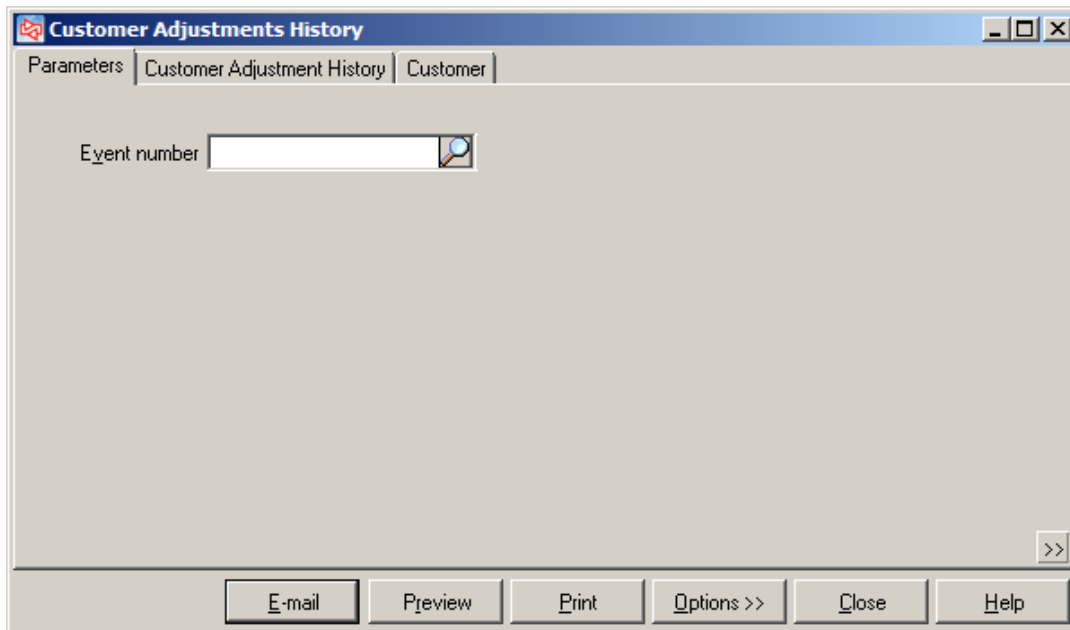 Customer Adjustments History
Parameters Customer Adjustment History Customer
Event number
>>
E-mail Preview Print Options >> Close Help